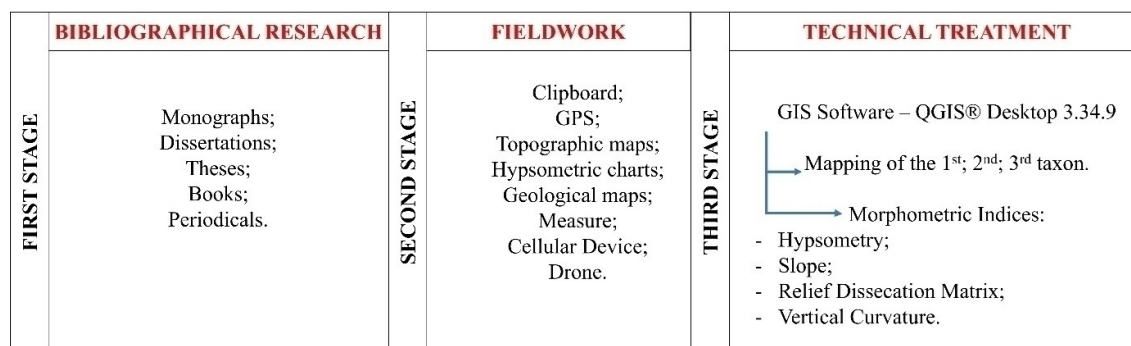 FIRST STAGE
BIBLIOGRAPHICAL RESEARCH
Monographs;
Dissertations;
Theses;
Books;
Periodicals.
SECOND STAGE
FIELDWORK
Clipboard;
GPS;
Topographic maps;
Hypsometric charts;
Geological maps;
Measure;
Cellular Device;
Drone.
THIRD STAGE
TECHNICAL TREATMENT
GIS Software – QGIS® Desktop 3.34.9
Mapping of the 1st; 2nd; 3rd taxon.
Morphometric Indices:
- Hypsometry;
- Slope;
- Relief Dissecation Matrix;
- Vertical Curvature.